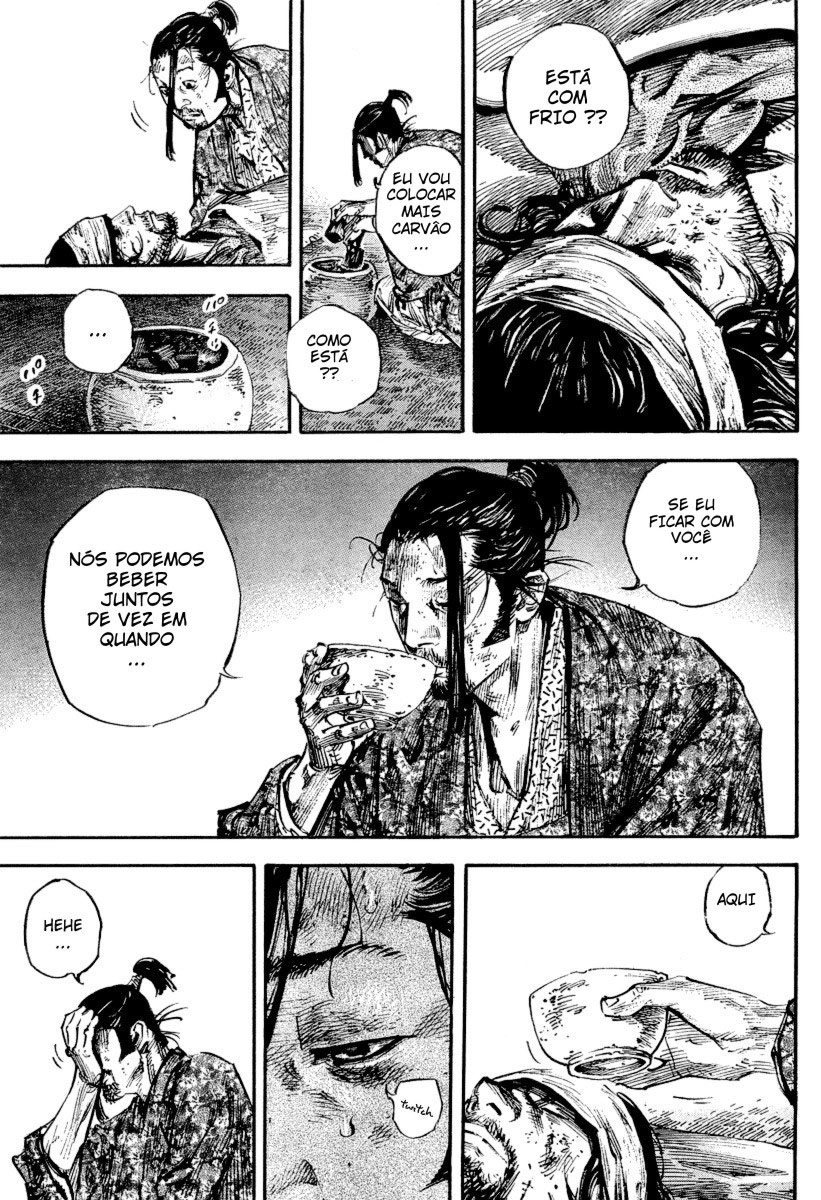 ESTÁ
COM
FRIO ??
EU VOU
COLOCAR
MAIS
CARVÂO
...
COMO
ESTÁ
??
...
SE EU
FICAR COM
VOCÊ
...
NÓS PODEMOS
BEBER
JUNTOS
DE VEZ EM
QUANDO
...
AQUI
twitch
HEHE
...